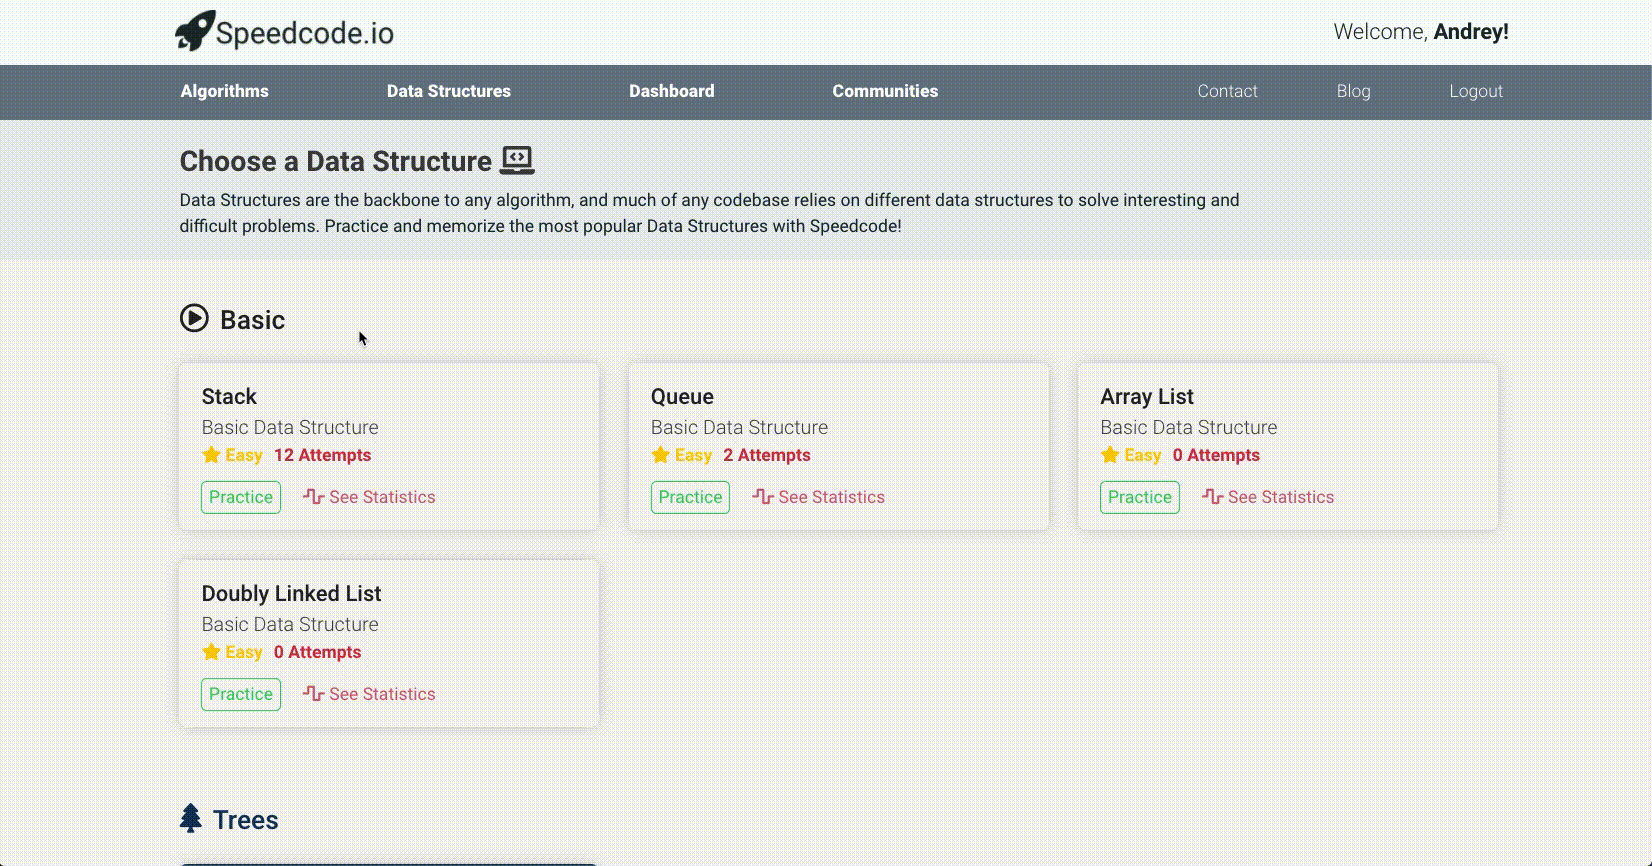 Speedcode.io
Welcome, Andrey!
Algorithms Data Structures Dashboard Communities Contact Blog Logout
Choose a Data Structure
Data Structures are the backbone to any algorithm, and much of any codebase relies on different data structures to solve interesting and
difficult problems. Practice and memorize the most popular Data Structures with Speedcode!
Basic
Stack
Basic Data Structure
Easy 12 Attempts
Practice See Statistics
Queue
Basic Data Structure
Easy 2 Attempts
Practice See Statistics
Array List
Basic Data Structure
Easy 0 Attempts
Practice See Statistics
Doubly Linked List
Basic Data Structure
Easy 0 Attempts
Practice See Statistics
Trees